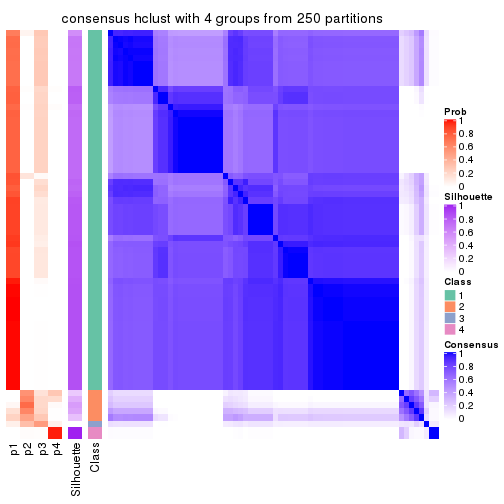 consensus hclust with 4 groups from 250 partitions
Prob
1
0.8
0.6
0.4
0.2
0
Silhouette
1
0.8
0.6
0.4
0.2
0
Class
1
2
3
4
Consensus
1
0.8
0.6
0.4
0.2
0
p1
p2
p3
p4
Silhouette
Class